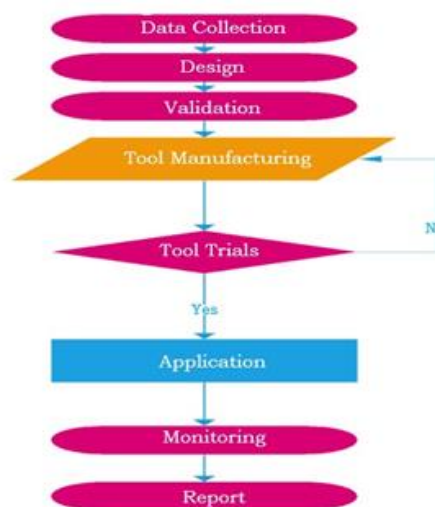 Data Collection
Design
Validation
Tool Manufacturing
Tool Trials
N
Yes
Application
Monitoring
Report